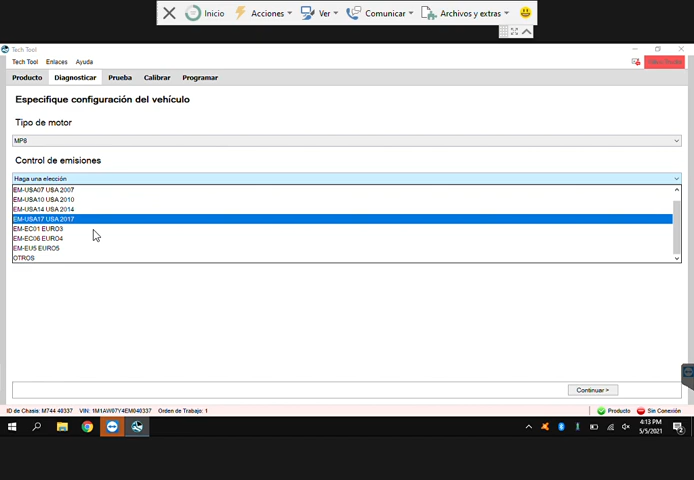 Inicio Acciones Ver Comunicar Archivos y extras
Tech Tool
Tech Tool Enlaces Ayuda
Producto Diagnosticar Prueba Calibrar Programar
Especifique configuración del vehículo
Tipo de motor
MP8
Control de emisiones
Haga una elección
EM-USA07 USA 2007
EM-USA10 USA 2010
EM-USA14 USA 2014
EM-USA17 USA 2017
EM-EC01 EURO3
EM-EC06 EURO4
EM-EU5 EURO5
OTROS
Continuar >
ID de Chasis: M744 40337 VIN: 1M1AW07Y4EM040337 Orden de Trabajo: 1 Producto Sin Conexión
4:13 PM
5/5/2021
2